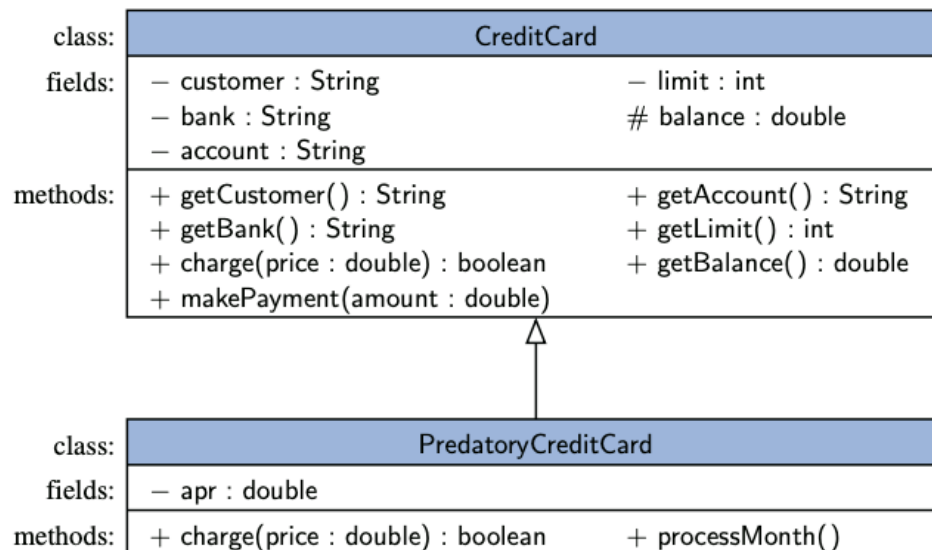 class: CreditCard
fields: − customer : String − limit : int
− bank : String # balance : double
− account : String
methods: + getCustomer() : String + getAccount() : String
+ getBank() : String + getLimit() : int
+ charge(price : double) : boolean + getBalance() : double
+ makePayment(amount : double)
class: PredatoryCreditCard
fields: − apr : double
methods: + charge(price : double) : boolean + processMonth()